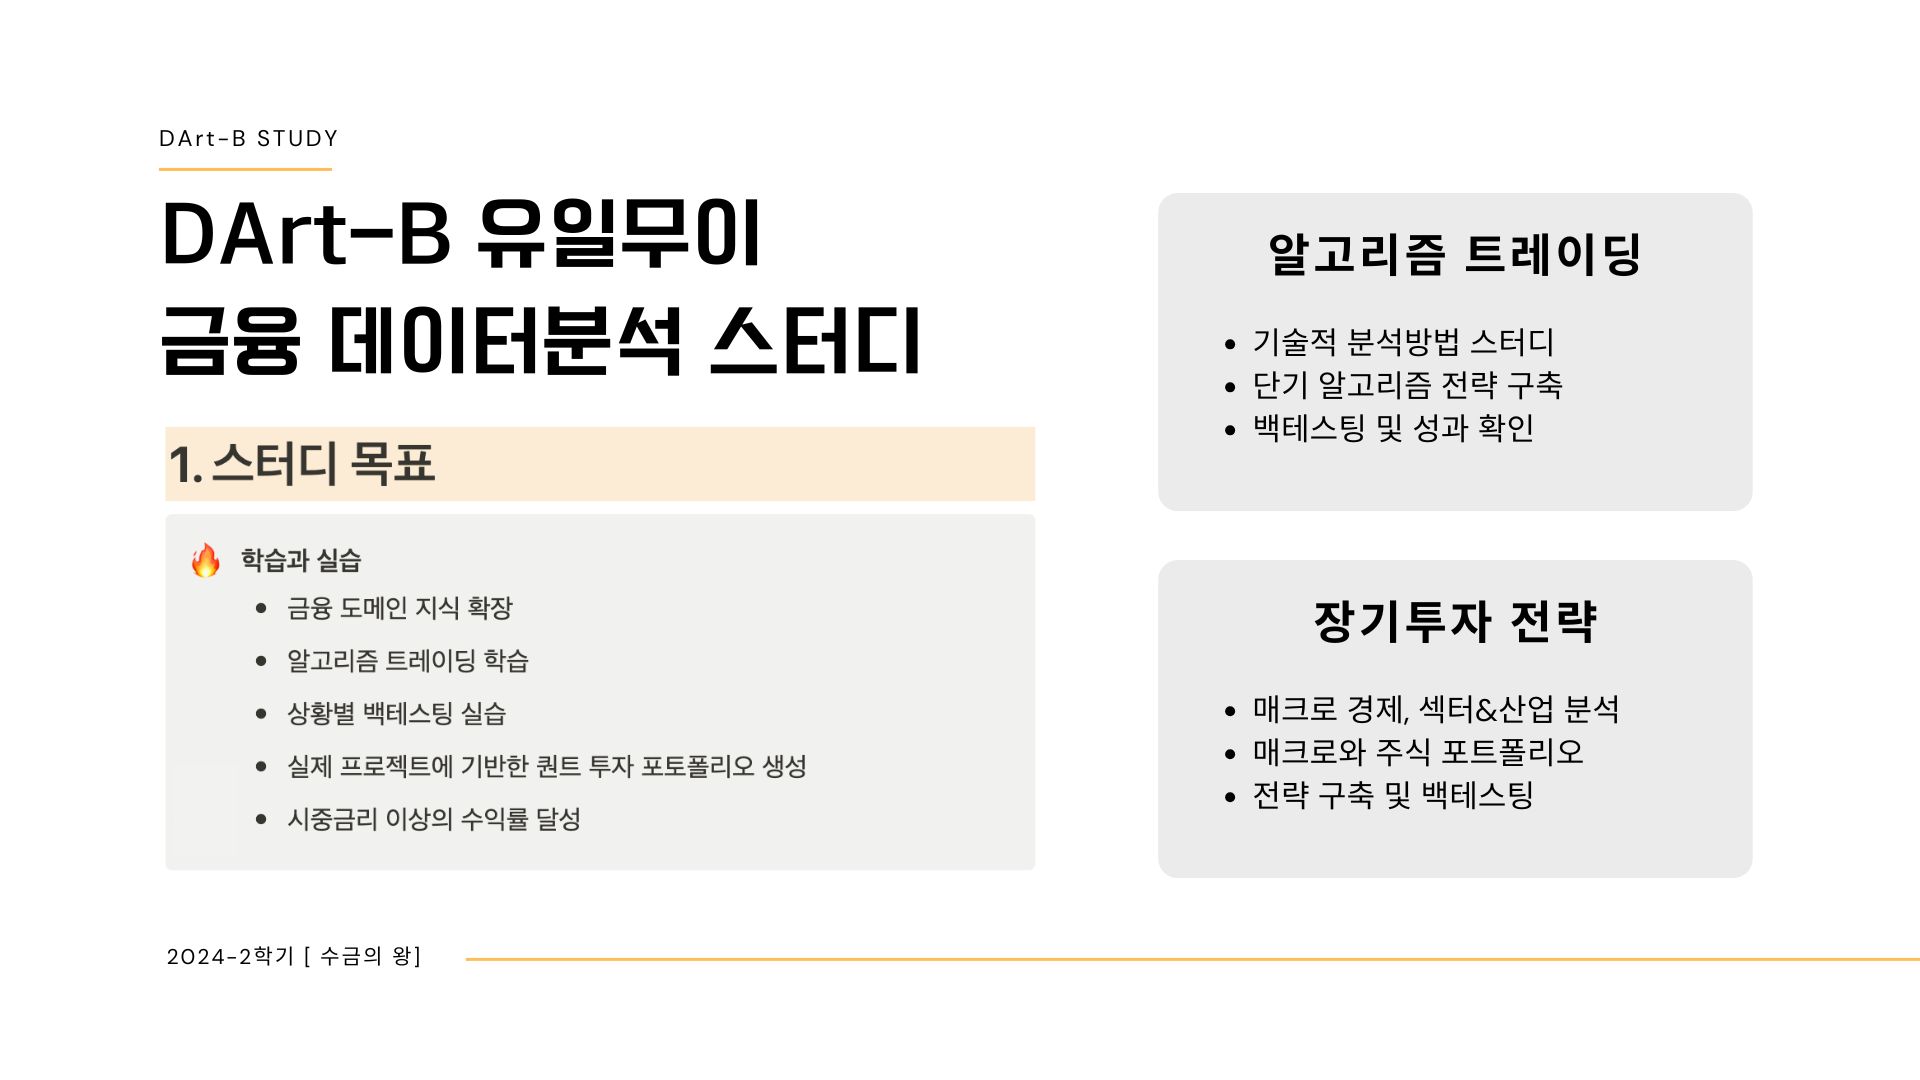 DArt-B STUDY
DArt-B 유일무이
금융 데이터분석 스터디
1. 스터디 목표
🔥 학습과 실습
• 금융 도메인 지식 확장
• 알고리즘 트레이딩 학습
• 상황별 백테스팅 실습
• 실제 프로젝트에 기반한 퀀트 투자 포토폴리오 생성
• 시중금리 이상의 수익률 달성
알고리즘 트레이딩
• 기술적 분석방법 스터디
• 단기 알고리즘 전략 구축
• 백테스팅 및 성과 확인
장기투자 전략
• 매크로 경제, 섹터&산업 분석
• 매크로와 주식 포트폴리오
• 전략 구축 및 백테스팅
2024-2학기 [ 수금의 왕]